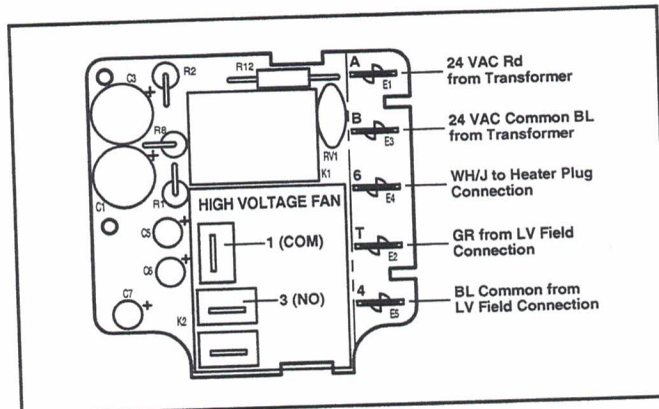 R12
A
24 VAC Rd
from Transformer
C3
R2
E1
B
24 VAC Common BL
from Transformer
R8
E3
RV1
K1
6
WH/J to Heater Plug
Connection
E4
C1
R1
HIGH VOLTAGE FAN
C5
1 (COM)
T
GR from LV Field
Connection
E2
C6
3 (NO)
4
BL Common from
LV Field Connection
C7
K2
E5